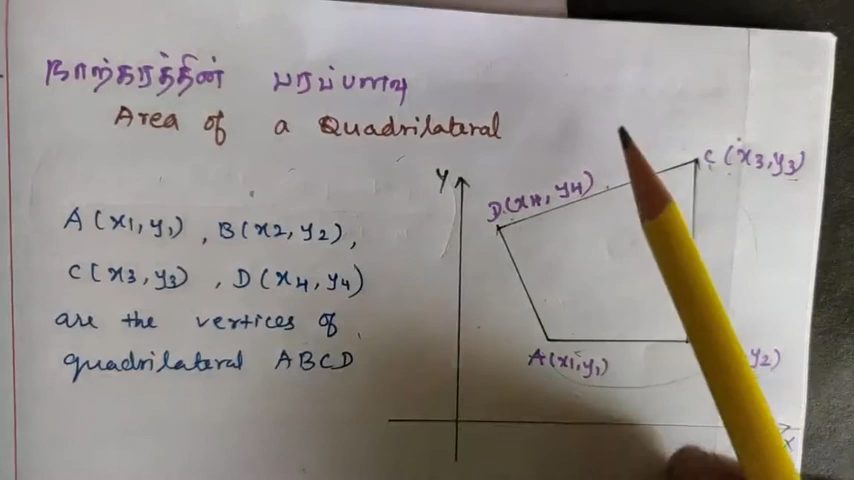 நாற்கரத்தின் பரப்பளவு
Area of a Quadrilateral
A(x1,y1), B(x2,y2),
C(x3,y3), D(x4,y4)
are the vertices of
quadrilateral ABCD
Y
C(x3,y3)
D(x4,y4)
A(x1,y1)
y2)
X